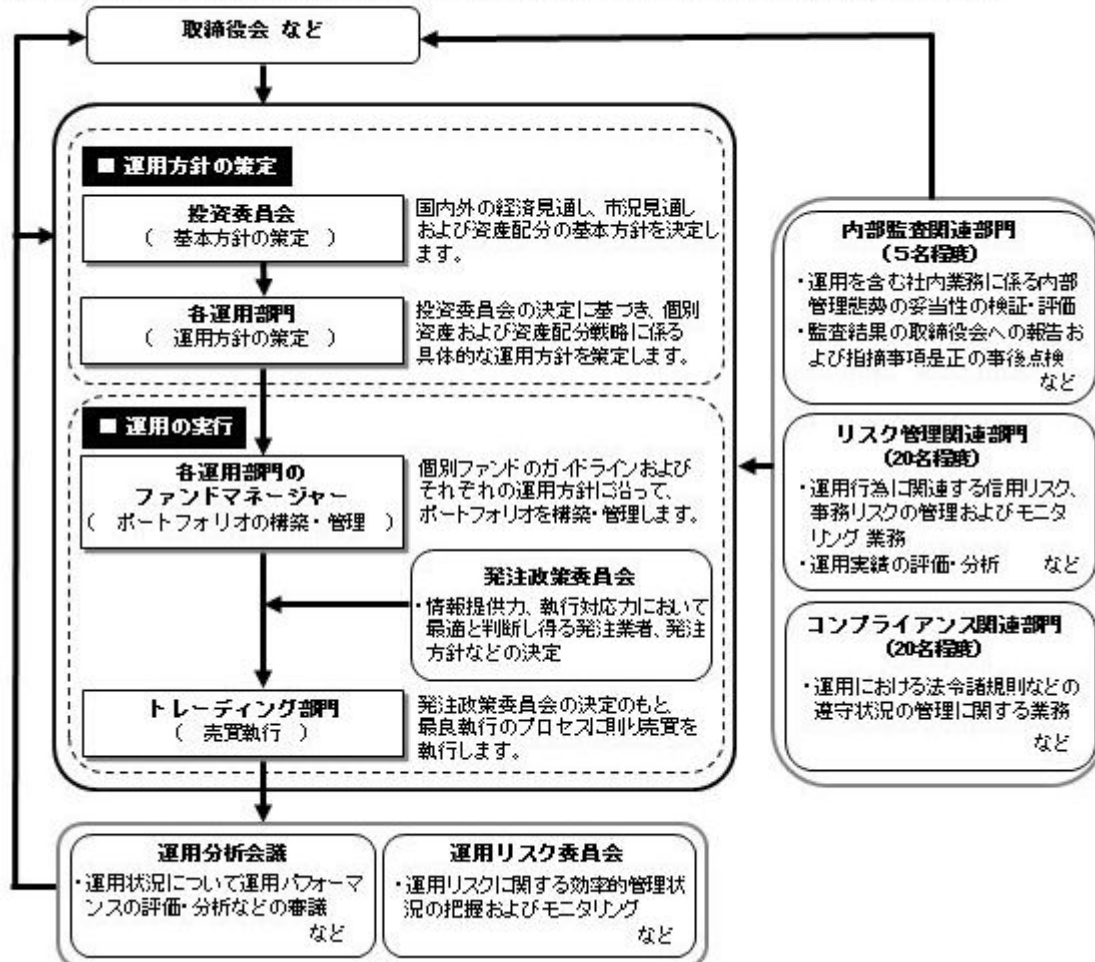 取締役会 など
■ 運用方針の策定
投資委員会
( 基本方針の策定 )
国内外の経済見通し、市況見通し
および資産配分の基本方針を決定し
ます。
各運用部門
( 運用方針の策定 )
投資委員会の決定に基づき、個別
資産および資産配分戦略に係る
具体的な運用方針を策定します。
■ 運用の実行
各運用部門の
ファンドマネージャー
( ポートフォリオの構築・管理 )
個別ファンドのガイドラインおよび
それぞれの運用方針に沿って、
ポートフォリオを構築・管理します。
発注政策委員会
・情報提供力、執行対応力において
最適と判断し得る発注業者、発注
方針などの決定
トレーディング部門
( 売買執行 )
発注政策委員会の決定のもと、
最良執行のプロセスに則り売買を
執行します。
運用分析会議
・運用状況について運用パフォーマ
ンスの評価・分析などの審議
など
運用リスク委員会
・運用リスクに関する効率的管理状
況の把握およびモニタリング
など
内部監査関連部門
(5名程度)
・運用を含む社内業務に係る内部
管理態勢の妥当性の検証・評価
・監査結果の取締役会への報告お
よび指摘事項是正の事後点検
など
リスク管理関連部門
(20名程度)
・運用行為に関連する信用リスク、
事務リスクの管理およびモニタ
リング 業務
・運用実績の評価・分析 など
コンプライアンス関連部門
(20名程度)
・運用における法令諸規則などの
遵守状況の管理に関する業務
など